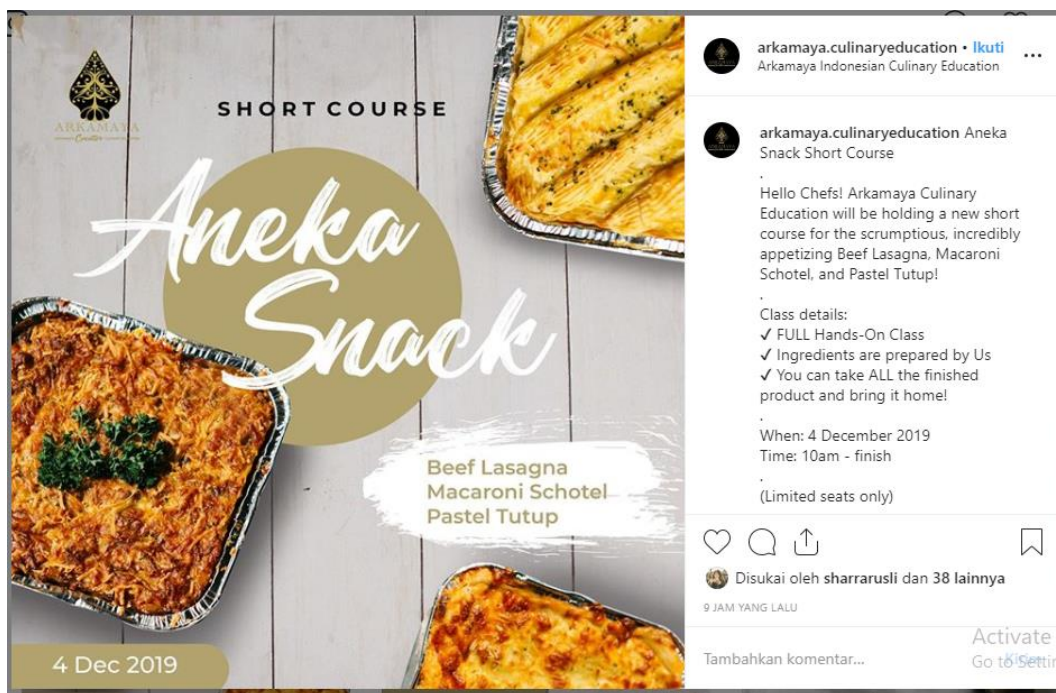 ARKAMAYA
Creative
SHORT COURSE
Aneka
Snack
Beef Lasagna
Macaroni Schotel
Pastel Tutup
4 Dec 2019
arkamaya.culinaryeducation • Ikuti
Arkamaya Indonesian Culinary Education
arkamaya.culinaryeducation Aneka
Snack Short Course
.
Hello Chefs! Arkamaya Culinary
Education will be holding a new short
course for the scrumptious, incredibly
appetizing Beef Lasagna, Macaroni
Schotel, and Pastel Tutup!
.
Class details:
✓ FULL Hands-On Class
✓ Ingredients are prepared by Us
✓ You can take ALL the finished
product and bring it home!
.
When: 4 December 2019
Time: 10am - finish
.
(Limited seats only)
Disukai oleh sharrarusli dan 38 lainnya
9 JAM YANG LALU
Tambahkan komentar...
Kirim
Activate
Go to Settin